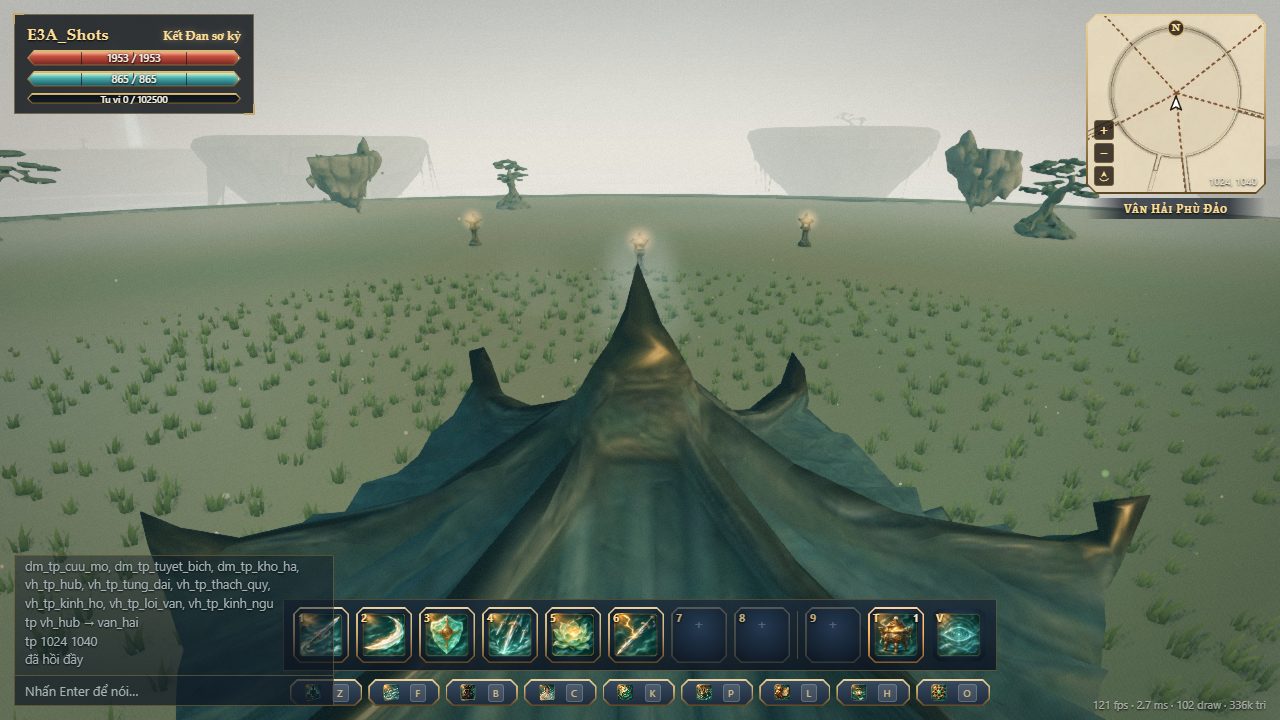 E3A_Shots
Kết Đan sơ kỳ
1953 / 1953
865 / 865
Tu vi 0 / 102500
N
+
−
1024, 1040
Vân Hải Phù Đảo
dm_tp_cuu_mo, dm_tp_tuyet_bich, dm_tp_kho_ha,
vh_tp_hub, vh_tp_tung_dai, vh_tp_thach_quy,
vh_tp_kinh_ho, vh_tp_loi_van, vh_tp_kinh_ngu
tp vh_hub → van_hai
tp 1024 1040
đã hồi đầy
Nhấn Enter để nói...
1 2 3 4 5 6 7 8 9 T 1 V
Z F B C K P L H O
121 fps · 2.7 ms · 102 draw · 336k tri